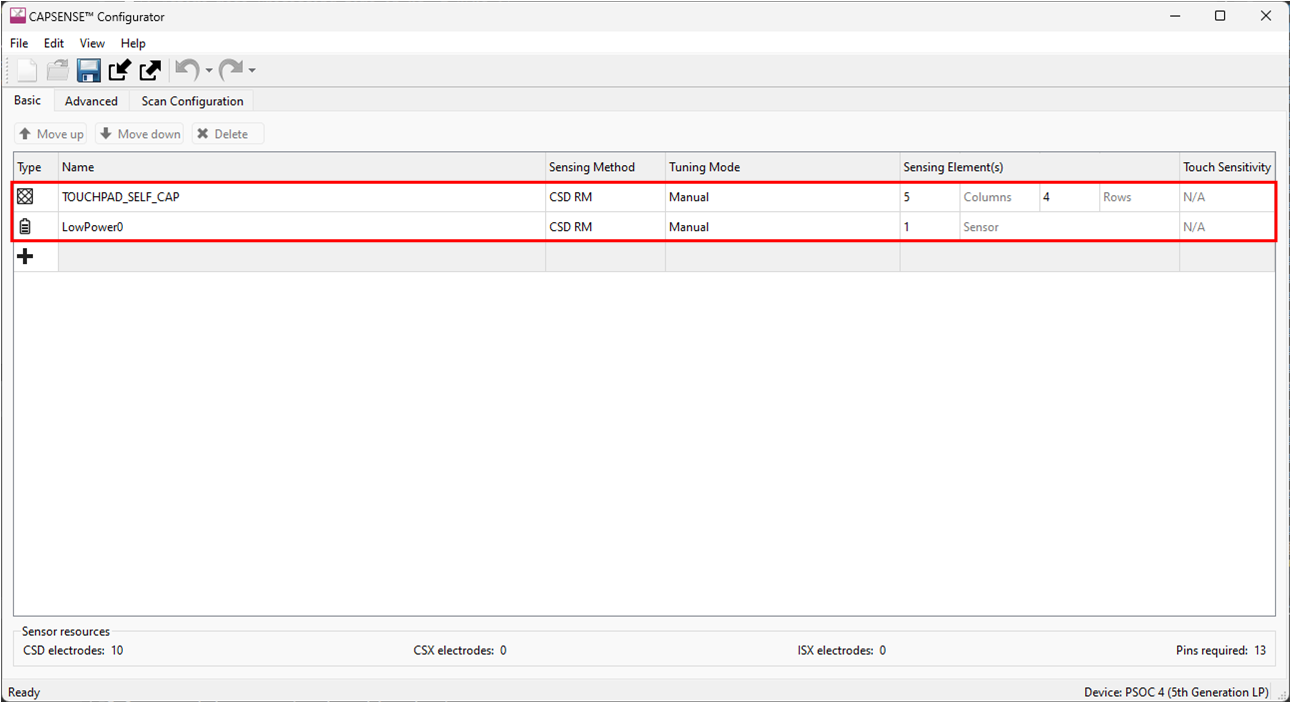 CAPSENSE™ Configurator
File Edit View Help
Basic Advanced Scan Configuration
Move up Move down Delete
Type Name Sensing Method Tuning Mode Sensing Element(s) Touch Sensitivity
TOUCHPAD_SELF_CAP CSD RM Manual 5 Columns 4 Rows N/A
LowPower0 CSD RM Manual 1 Sensor N/A
Sensor resources
CSD electrodes: 10 CSX electrodes: 0 ISX electrodes: 0 Pins required: 13
Ready Device: PSOC 4 (5th Generation LP)